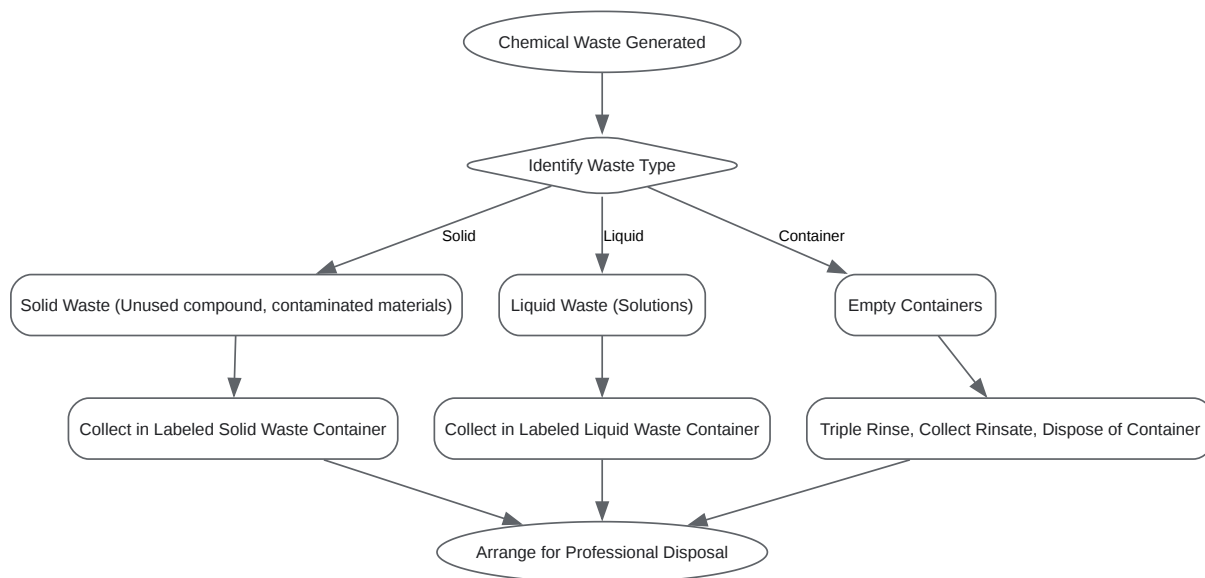 Chemical Waste Generated
Identify Waste Type
Solid
Liquid
Container
Solid Waste (Unused compound, contaminated materials)
Liquid Waste (Solutions)
Empty Containers
Collect in Labeled Solid Waste Container
Collect in Labeled Liquid Waste Container
Triple Rinse, Collect Rinsate, Dispose of Container
Arrange for Professional Disposal